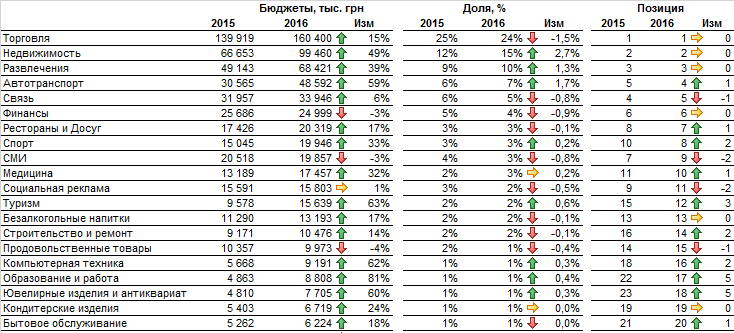 Бюджеты, тыс. грн Доля, % Позиция
2015 2016 Изм 2015 2016 Изм 2015 2016 Изм
Торговля 139 919 160 400 15% 25% 24% -1,5% 1 1 0
Недвижимость 66 653 99 460 49% 12% 15% 2,7% 2 2 0
Развлечения 49 143 68 421 39% 9% 10% 1,3% 3 3 0
Автотранспорт 30 565 48 592 59% 6% 7% 1,7% 5 4 1
Связь 31 957 33 946 6% 6% 5% -0,8% 4 5 -1
Финансы 25 686 24 999 -3% 5% 4% -0,9% 6 6 0
Рестораны и Досуг 17 426 20 319 17% 3% 3% -0,1% 8 7 1
Спорт 15 045 19 946 33% 3% 3% 0,2% 10 8 2
СМИ 20 518 19 857 -3% 4% 3% -0,8% 7 9 -2
Медицина 13 189 17 457 32% 2% 3% 0,2% 11 10 1
Социальная реклама 15 591 15 803 1% 3% 2% -0,5% 9 11 -2
Туризм 9 578 15 639 63% 2% 2% 0,6% 15 12 3
Безалкогольные напитки 11 290 13 193 17% 2% 2% -0,1% 13 13 0
Строительство и ремонт 9 171 10 476 14% 2% 2% -0,1% 16 14 2
Продовольственные товары 10 357 9 973 -4% 2% 1% -0,4% 14 15 -1
Компьютерная техника 5 668 9 191 62% 1% 1% 0,3% 18 16 2
Образование и работа 4 863 8 808 81% 1% 1% 0,4% 22 17 5
Ювелирные изделия и антиквариат 4 810 7 705 60% 1% 1% 0,3% 23 18 5
Кондитерские изделия 5 403 6 719 24% 1% 1% 0,0% 19 19 0
Бытовое обслуживание 5 262 6 224 18% 1% 1% 0,0% 21 20 1